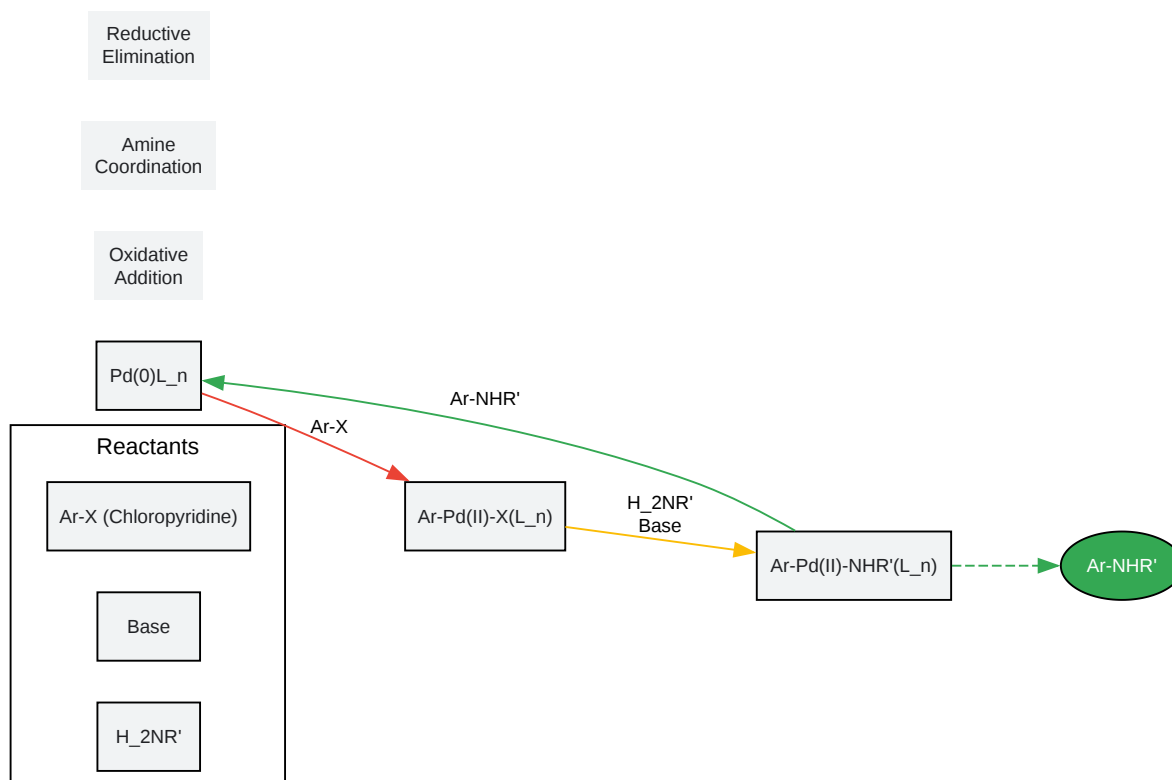 Reductive
Elimination
Amine
Coordination
Oxidative
Addition
Pd(0)L_n
Ar-NHR'
Ar-X
Reactants
Ar-X (Chloropyridine)
Ar-Pd(II)-X(L_n)
H_2NR'
Base
Ar-Pd(II)-NHR'(L_n)
Ar-NHR'
Base
H_2NR'